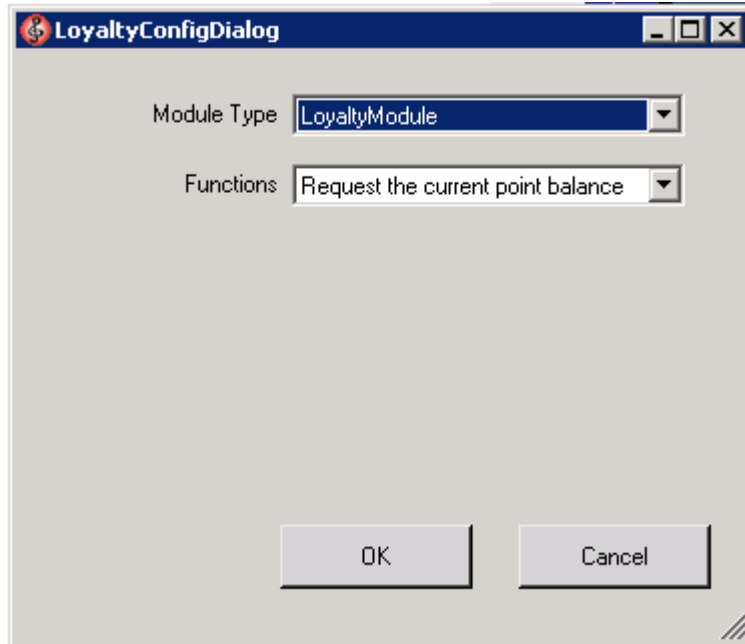 LoyaltyConfigDialog
Module Type LoyaltyModule
Functions Request the current point balance
OK Cancel